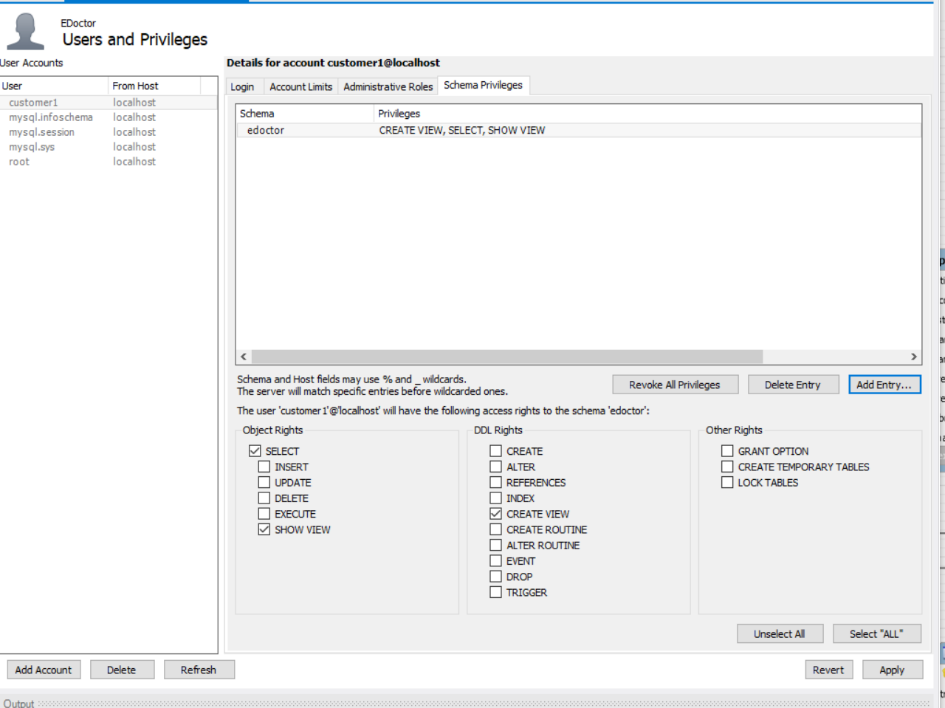 EDoctor
Users and Privileges
User Accounts
Details for account customer1@localhost
User From Host
customer1 localhost
mysql.infoschema localhost
mysql.session localhost
mysql.sys localhost
root localhost
Login Account Limits Administrative Roles Schema Privileges
Schema Privileges
edoctor CREATE VIEW, SELECT, SHOW VIEW
Schema and Host fields may use % and _ wildcards.
The server will match specific entries before wildcarded ones.
Revoke All Privileges Delete Entry Add Entry...
The user 'customer1'@'localhost' will have the following access rights to the schema 'edoctor':
Object Rights
SELECT
INSERT
UPDATE
DELETE
EXECUTE
SHOW VIEW
DDL Rights
CREATE
ALTER
REFERENCES
INDEX
CREATE VIEW
CREATE ROUTINE
ALTER ROUTINE
EVENT
DROP
TRIGGER
Other Rights
GRANT OPTION
CREATE TEMPORARY TABLES
LOCK TABLES
Unselect All Select "ALL"
Add Account Delete Refresh Revert Apply
Output